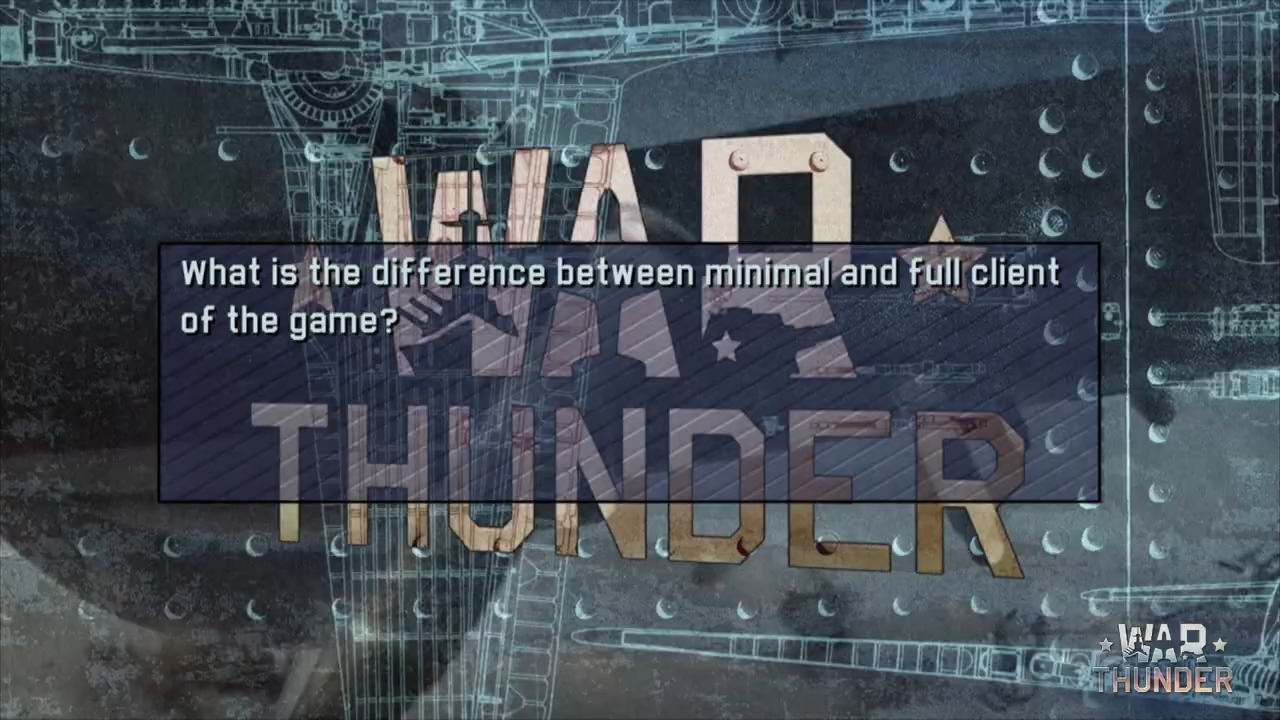 WAR
What is the difference between minimal and full client
of the game?
THUNDER
WAR
THUNDER